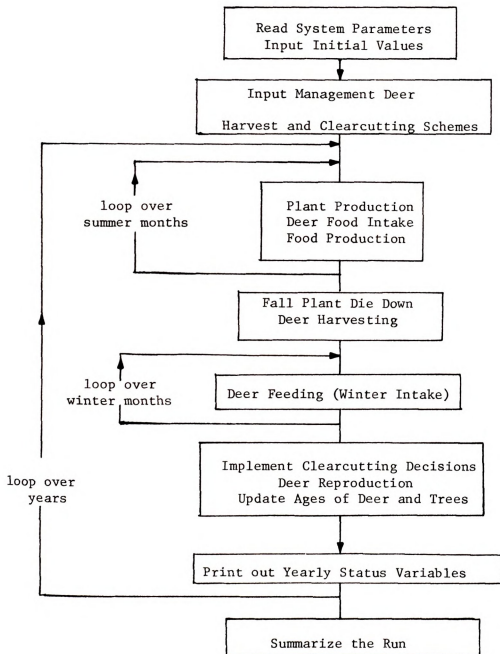 Read System Parameters
Input Initial Values
Input Management Deer
Harvest and Clearcutting Schemes
loop over
summer months
Plant Production
Deer Food Intake
Food Production
Fall Plant Die Down
Deer Harvesting
loop over
winter months
Deer Feeding (Winter Intake)
Implement Clearcutting Decisions
Deer Reproduction
Update Ages of Deer and Trees
loop over
years
Print out Yearly Status Variables
Summarize the Run